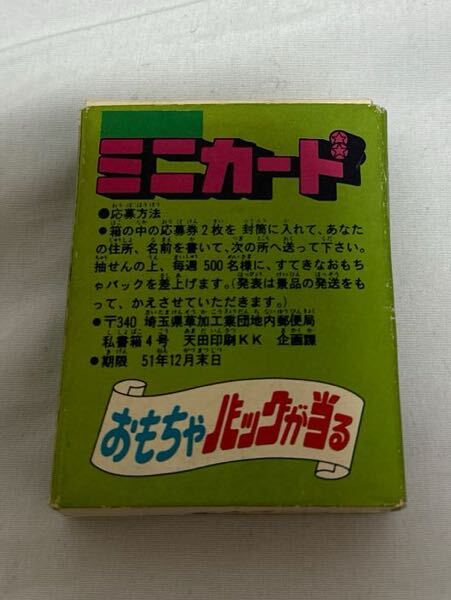 ミニカード
●応募方法
●箱の中の応募券2枚を 封筒に入れて、あなた
の住所、名前を書いて、次の所へ送って下さい。
抽せんの上、毎週 500名様に、すてきなおもち
ゃパックを差上げます。(発表は景品の発送をも
って、かえさせていただきます。)
●〒340 埼玉県草加工業団地内郵便局
私書箱4号 天田印刷KK 企画課
●期限 51年12月末日
おもちゃパックが当る